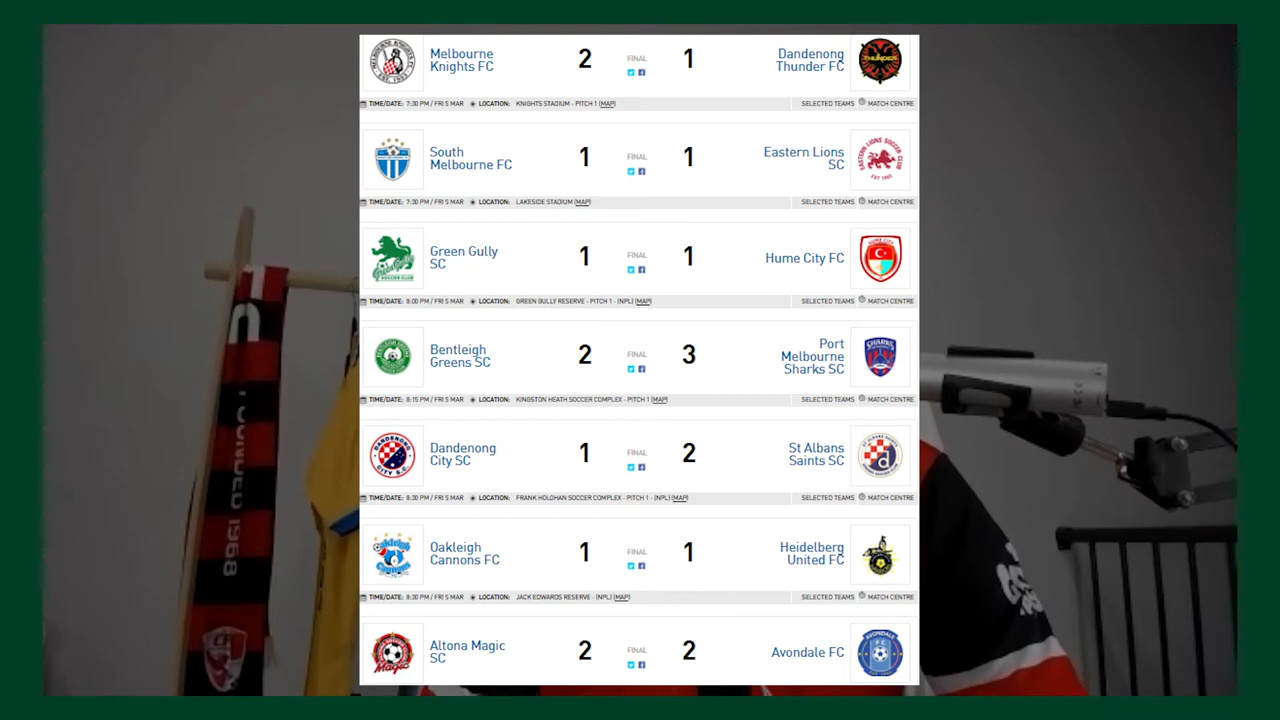 Melbourne
Knights FC
2
FINAL
1
Dandenong
Thunder FC
TIME/DATE: 7:30 PM / FRI 5 MAR LOCATION: KNIGHTS STADIUM - PITCH 1 (MAP) SELECTED TEAMS MATCH CENTRE
South
Melbourne FC
1
FINAL
1
Eastern Lions
SC
TIME/DATE: 7:30 PM / FRI 5 MAR LOCATION: LAKESIDE STADIUM (MAP) SELECTED TEAMS MATCH CENTRE
Green Gully
SC
1
FINAL
1
Hume City FC
TIME/DATE: 8:00 PM / FRI 5 MAR LOCATION: GREEN GULLY RESERVE - PITCH 1 - (NPL) (MAP) SELECTED TEAMS MATCH CENTRE
Bentleigh
Greens SC
2
FINAL
3
Port
Melbourne
Sharks SC
TIME/DATE: 8:15 PM / FRI 5 MAR LOCATION: KINGSTON HEATH SOCCER COMPLEX - PITCH 1 (MAP) SELECTED TEAMS MATCH CENTRE
Dandenong
City SC
1
FINAL
2
St Albans
Saints SC
TIME/DATE: 8:30 PM / FRI 5 MAR LOCATION: FRANK HOLOHAN SOCCER COMPLEX - PITCH 1 - (NPL) (MAP) SELECTED TEAMS MATCH CENTRE
Oakleigh
Cannons FC
1
FINAL
1
Heidelberg
United FC
TIME/DATE: 8:30 PM / FRI 5 MAR LOCATION: JACK EDWARDS RESERVE - (NPL) (MAP) SELECTED TEAMS MATCH CENTRE
Altona Magic
SC
2
FINAL
2
Avondale FC